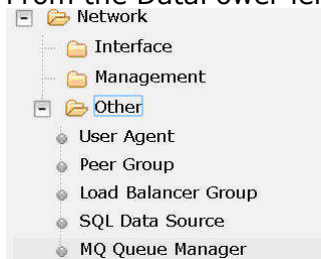 From the DataPower le
Network
Interface
Management
Other
User Agent
Peer Group
Load Balancer Group
SQL Data Source
MQ Queue Manager